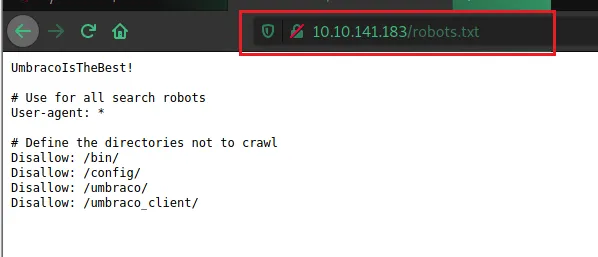 10.10.141.183/robots.txt
UmbracoIsTheBest!
# Use for all search robots
User-agent: *
# Define the directories not to crawl
Disallow: /bin/
Disallow: /config/
Disallow: /umbraco/
Disallow: /umbraco_client/